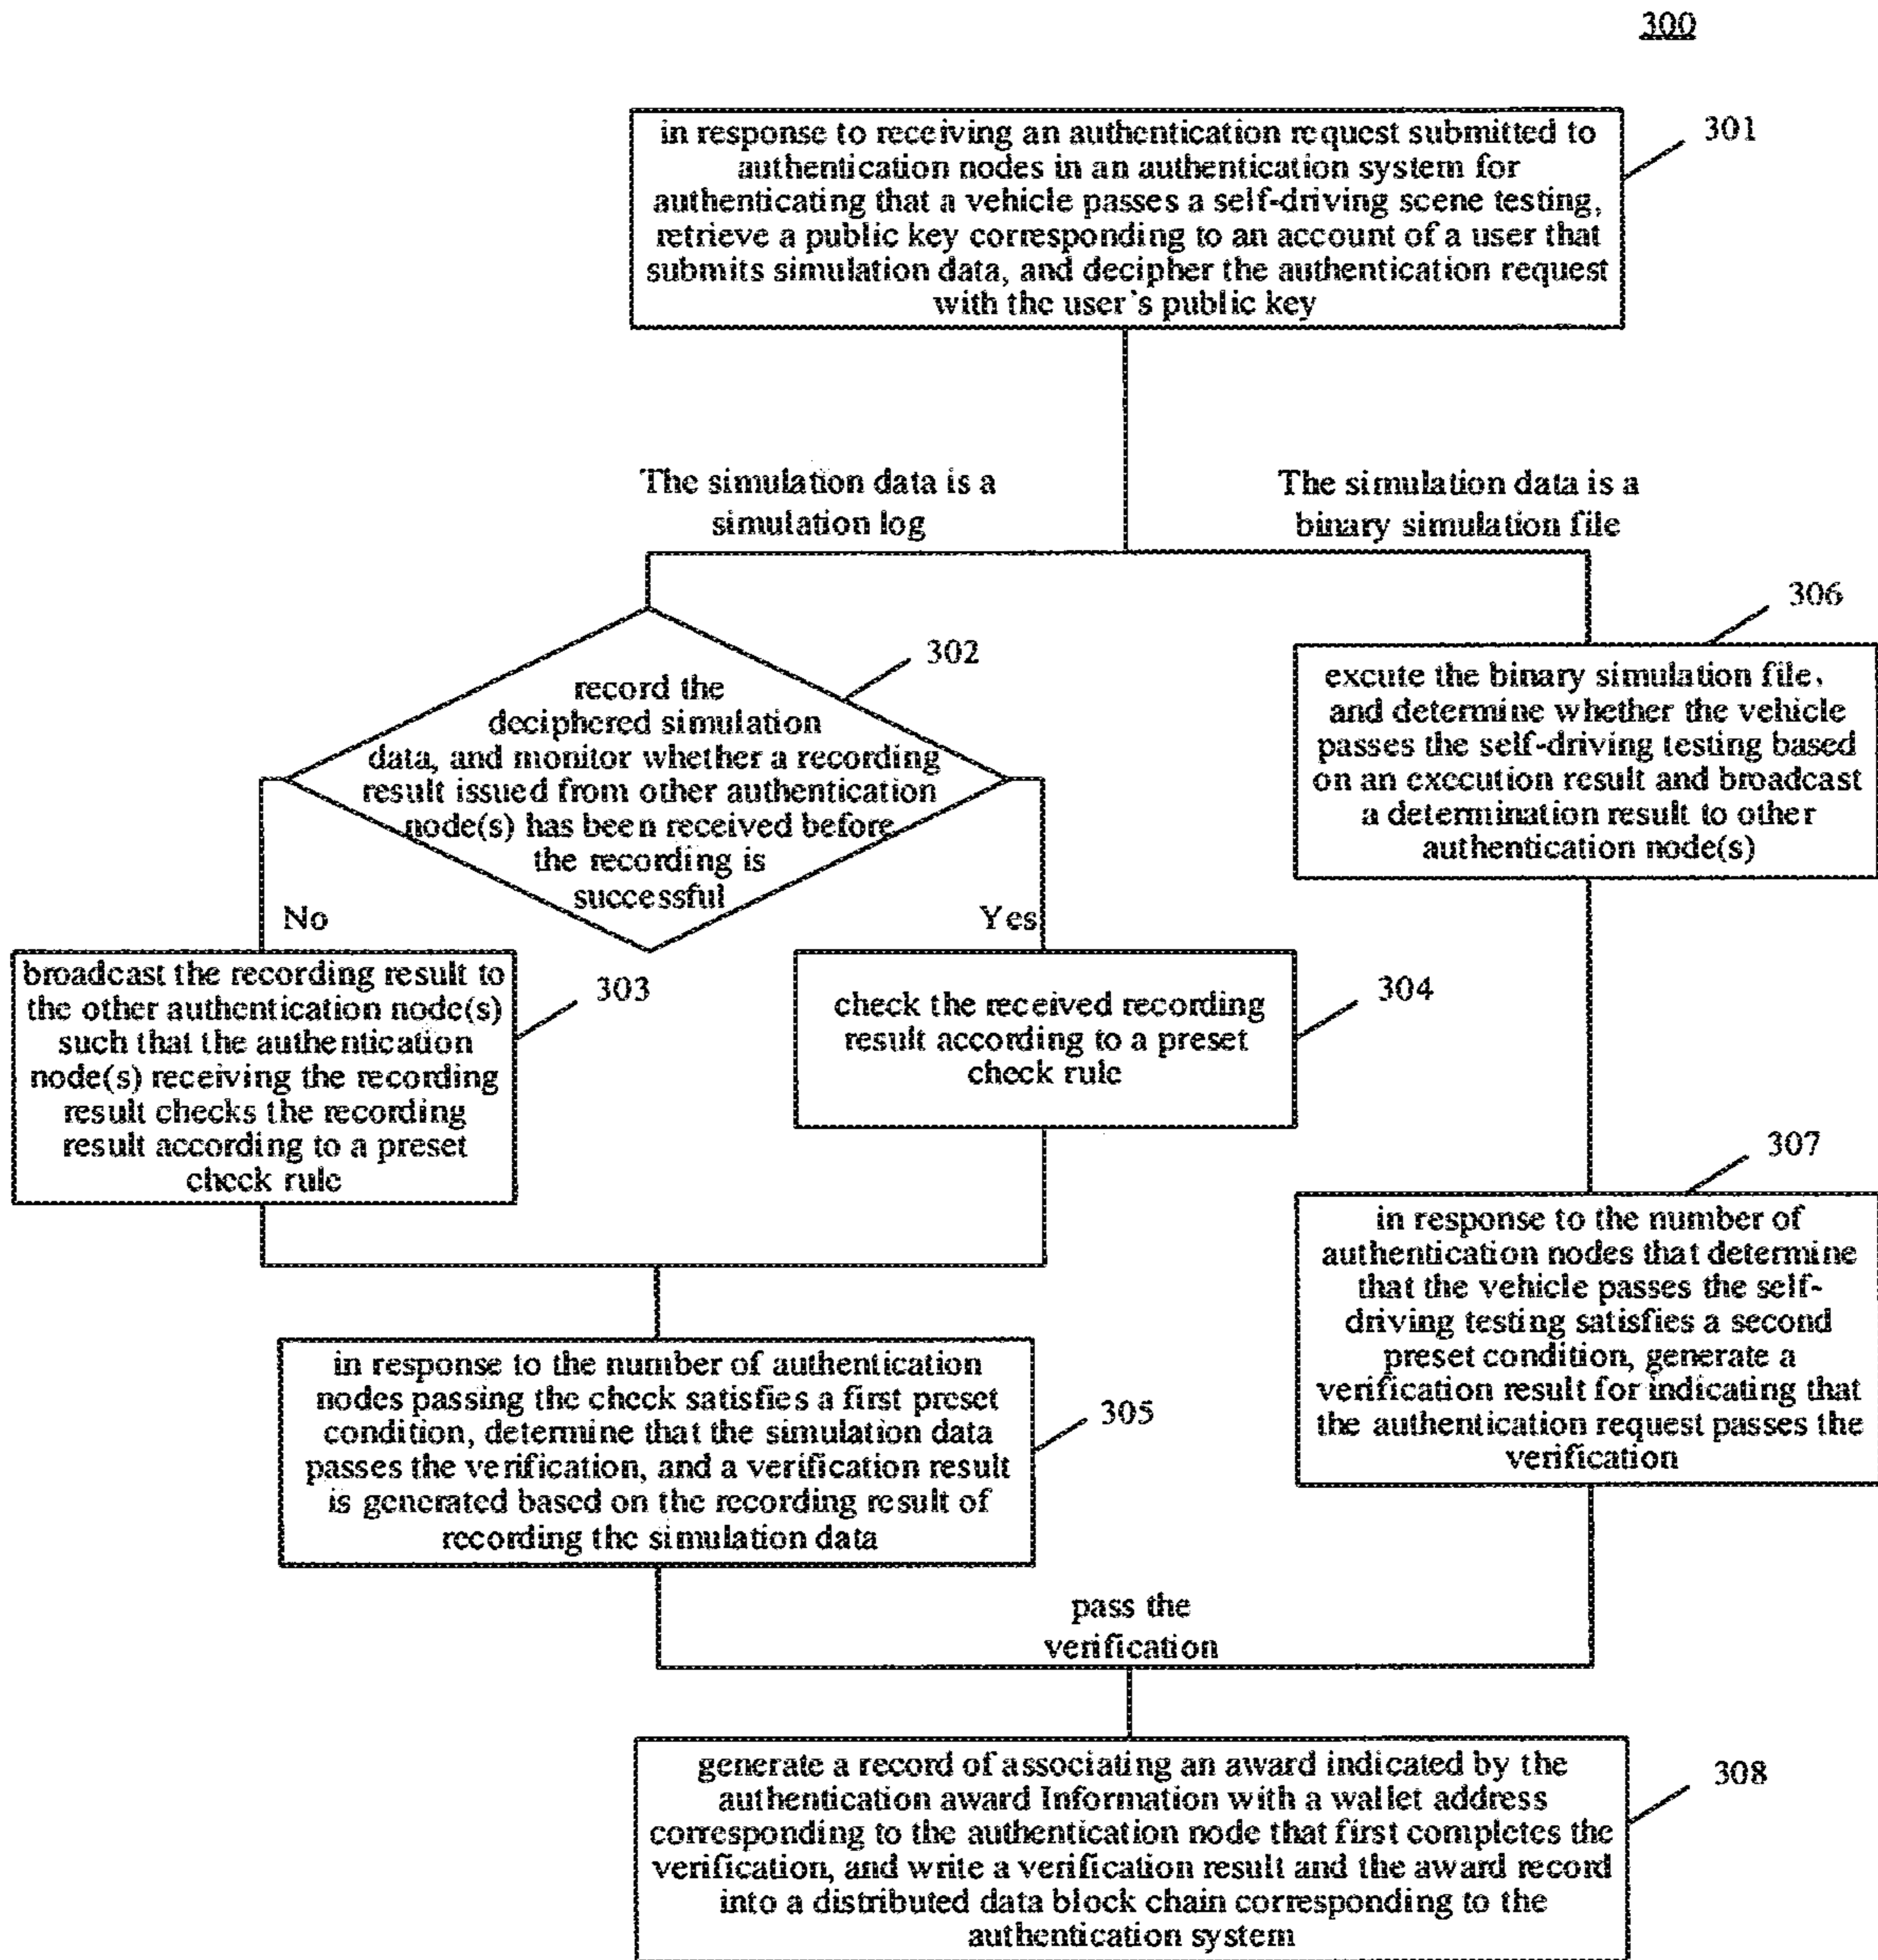 300
in response to receiving an authentication request submitted to
authentication nodes in an authentication system for
authenticating that a vehicle passes a self-driving scene testing,
retrieve a public key corresponding to an account of a user that
submits simulation data, and decipher the authentication request
with the user's public key
301
The simulation data is a
simulation log
The simulation data is a
binary simulation file
302
record the
deciphered simulation
data, and monitor whether a recording
result issued from other authentication
node(s) has been received before
the recording is
successful
306
excute the binary simulation file,
and determine whether the vehicle
passes the self-driving testing based
on an execution result and broadcast
a determination result to other
authentication node(s)
No
Yes
broadcast the recording result to
the other authentication node(s)
such that the authentication
node(s) receiving the recording
result checks the recording
result according to a preset
check rule
303
check the received recording
result according to a preset
check rule
304
307
in response to the number of
authentication nodes that determine
that the vehicle passes the self-
driving testing satisfies a second
preset condition, generate a
verification result for indicating that
the authentication request passes the
verification
in response to the number of authentication
nodes passing the check satisfies a first preset
condition, determine that the simulation data
passes the verification, and a verification result
is generated based on the recording result of
recording the simulation data
305
pass the
verification
generate a record of associating an award indicated by the
authentication award Information with a wallet address
corresponding to the authentication node that first completes the
verification, and write a verification result and the award record
into a distributed data block chain corresponding to the
authentication system
308